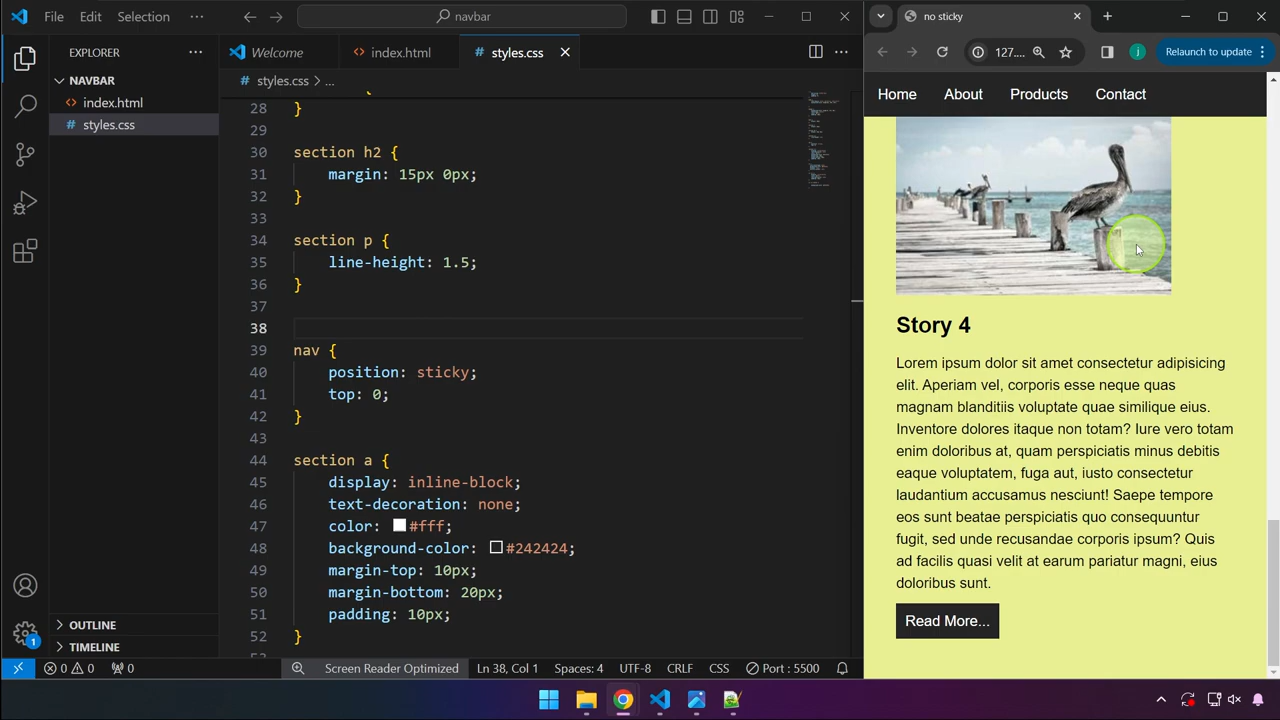 File Edit Selection ··· navbar
no sticky
127....
Relaunch to update
EXPLORER ···
Welcome
index.html
styles.css
NAVBAR
index.html
styles.css
styles.css > ...
28 }
29
30 section h2 {
31 margin: 15px 0px;
32 }
33
34 section p {
35 line-height: 1.5;
36 }
37
38
39 nav {
40 position: sticky;
41 top: 0;
42 }
43
44 section a {
45 display: inline-block;
46 text-decoration: none;
47 color: #fff;
48 background-color: #242424;
49 margin-top: 10px;
50 margin-bottom: 20px;
51 padding: 10px;
52 }
OUTLINE
TIMELINE
1
0 0 0 Screen Reader Optimized Ln 38, Col 1 Spaces: 4 UTF-8 CRLF CSS Port : 5500
Home About Products Contact
Story 4
Lorem ipsum dolor sit amet consectetur adipisicing
elit. Aperiam vel, corporis esse neque quas
magnam blanditiis voluptate quae similique eius.
Inventore dolores itaque non totam? Iure vero totam
enim doloribus at, quam perspiciatis minus debitis
eaque voluptatem, fuga aut, iusto consectetur
laudantium accusamus nesciunt! Saepe tempore
eos sunt beatae perspiciatis quo consequuntur
fugit, sed unde recusandae corporis ipsum? Quis
ad facilis quasi velit at earum pariatur magni, eius
doloribus sunt.
Read More...